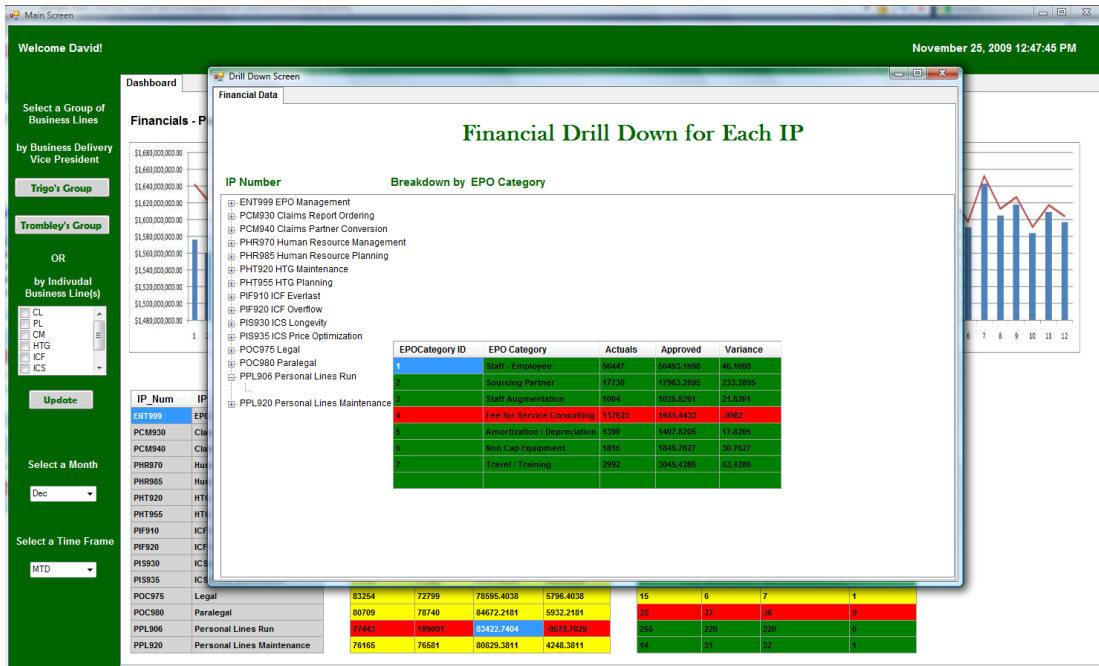 Main Screen
Welcome David!
November 25, 2009 12:47:45 PM
Dashboard
Select a Group of
Business Lines
by Business Delivery
Vice President
Trigo's Group
Trombley's Group
OR
by Indivudal
Business Line(s)
CL
PL
CM
HTG
ICF
ICS
Update
Select a Month
Dec
Select a Time Frame
MTD
Financials - P
$1,680,000,000.00
$1,660,000,000.00
$1,640,000,000.00
$1,620,000,000.00
$1,600,000,000.00
$1,580,000,000.00
$1,560,000,000.00
$1,540,000,000.00
$1,520,000,000.00
$1,500,000,000.00
$1,480,000,000.00
1
6 7 8 9 10 11 12
Drill Down Screen
Financial Data
Financial Drill Down for Each IP
IP Number Breakdown by EPO Category
ENT999 EPO Management
PCM930 Claims Report Ordering
PCM940 Claims Partner Conversion
PHR970 Human Resource Management
PHR985 Human Resource Planning
PHT920 HTG Maintenance
PHT955 HTG Planning
PIF910 ICF Everlast
PIF920 ICF Overflow
PIS930 ICS Longevity
PIS935 ICS Price Optimization
POC975 Legal
POC980 Paralegal
PPL906 Personal Lines Run
PPL920 Personal Lines Maintenance
EPOCategory ID EPO Category Actuals Approved Variance
1 Staff - Employee 56447 56493.1698 46.1698
2 Sourcing Partner 17730 17963.2895 233.2895
3 Staff Augmentation 1004 1025.8261 21.8261
4 Fee for Service Consulting 117623 1641.4432 -9982
5 Amortization / Depreciation 1390 1407.8205 17.8205
6 Non Cap Equipment 1815 1845.7627 30.7627
7 Travel / Training 2992 3045.4286 53.4286
IP_Num IP
ENT999 EPO
PCM930 Cla
PCM940 Cla
PHR970 Hu
PHR985 Hu
PHT920 HT
PHT955 HT
PIF910 ICF
PIF920 ICF
PIS930 ICS
PIS935 ICS
POC975 Legal 83254 72799 78595.4038 5796.4038 15 6 7 1
POC980 Paralegal 80709 78740 84672.2181 5932.2181 25 27 36 9
PPL906 Personal Lines Run 77443 199001 83422.7404 -9578.7028 255 220 220 0
PPL920 Personal Lines Maintenance 76165 76581 80829.3811 4248.3811 14 31 32 1